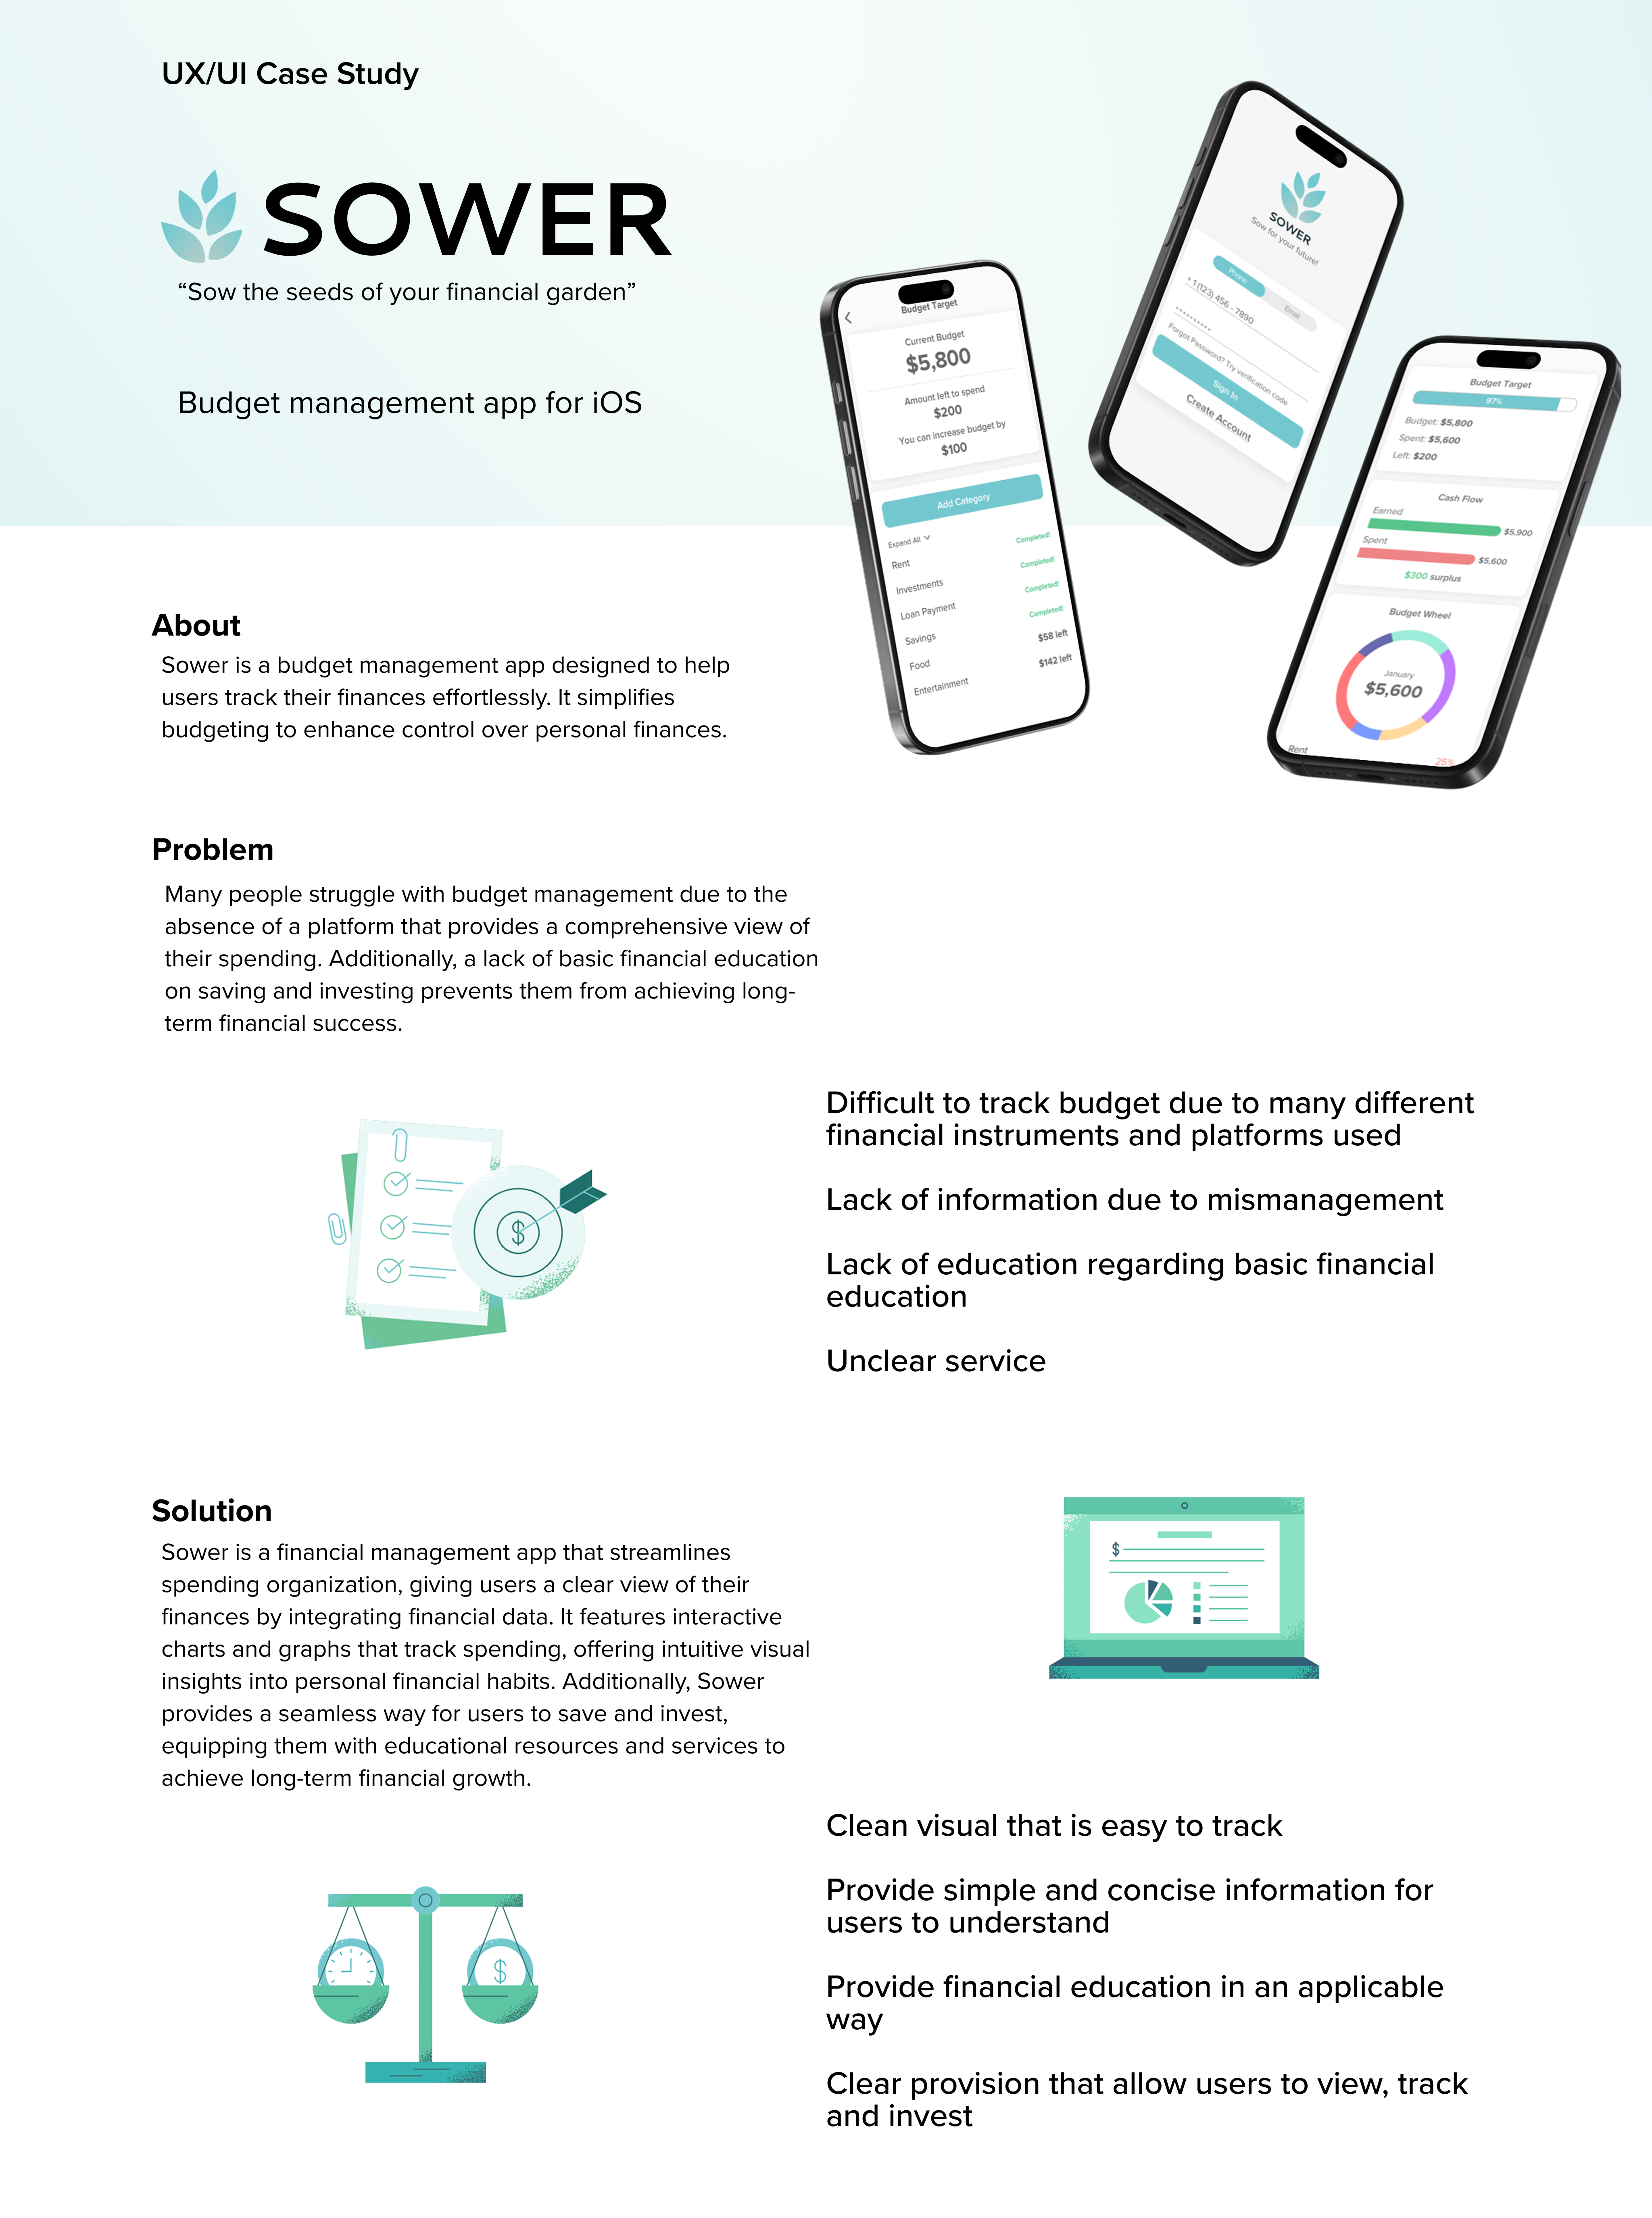 UX/UI Case Study
SOWER
“Sow the seeds of your financial garden”
Budget management app for iOS
Budget Target
Current Budget
$5,800
Amount left to spend
$200
You can increase budget by
$100
Add Category
Expand All
Rent Completed!
Investments Completed!
Loan Payment Completed!
Savings Completed!
Food $58 left
Entertainment $142 left
SOWER
Sow for your future!
Phone Email
+ 1 (123) 456 - 7890
••••••••••
Forgot Password? Try verification code
Sign In
Create Account
Budget Target
97%
Budget: $5,800
Spent: $5,600
Left: $200
Cash Flow
Earned
$5,900
Spent
$5,600
$300 surplus
Budget Wheel
January
$5,600
Rent
25%
About
Sower is a budget management app designed to help
users track their finances effortlessly. It simplifies
budgeting to enhance control over personal finances.
Problem
Many people struggle with budget management due to the
absence of a platform that provides a comprehensive view of
their spending. Additionally, a lack of basic financial education
on saving and investing prevents them from achieving long-
term financial success.
$
Difficult to track budget due to many different
financial instruments and platforms used
Lack of information due to mismanagement
Lack of education regarding basic financial
education
Unclear service
Solution
Sower is a financial management app that streamlines
spending organization, giving users a clear view of their
finances by integrating financial data. It features interactive
charts and graphs that track spending, offering intuitive visual
insights into personal financial habits. Additionally, Sower
provides a seamless way for users to save and invest,
equipping them with educational resources and services to
achieve long-term financial growth.
$
$
Clean visual that is easy to track
Provide simple and concise information for
users to understand
Provide financial education in an applicable
way
Clear provision that allow users to view, track
and invest